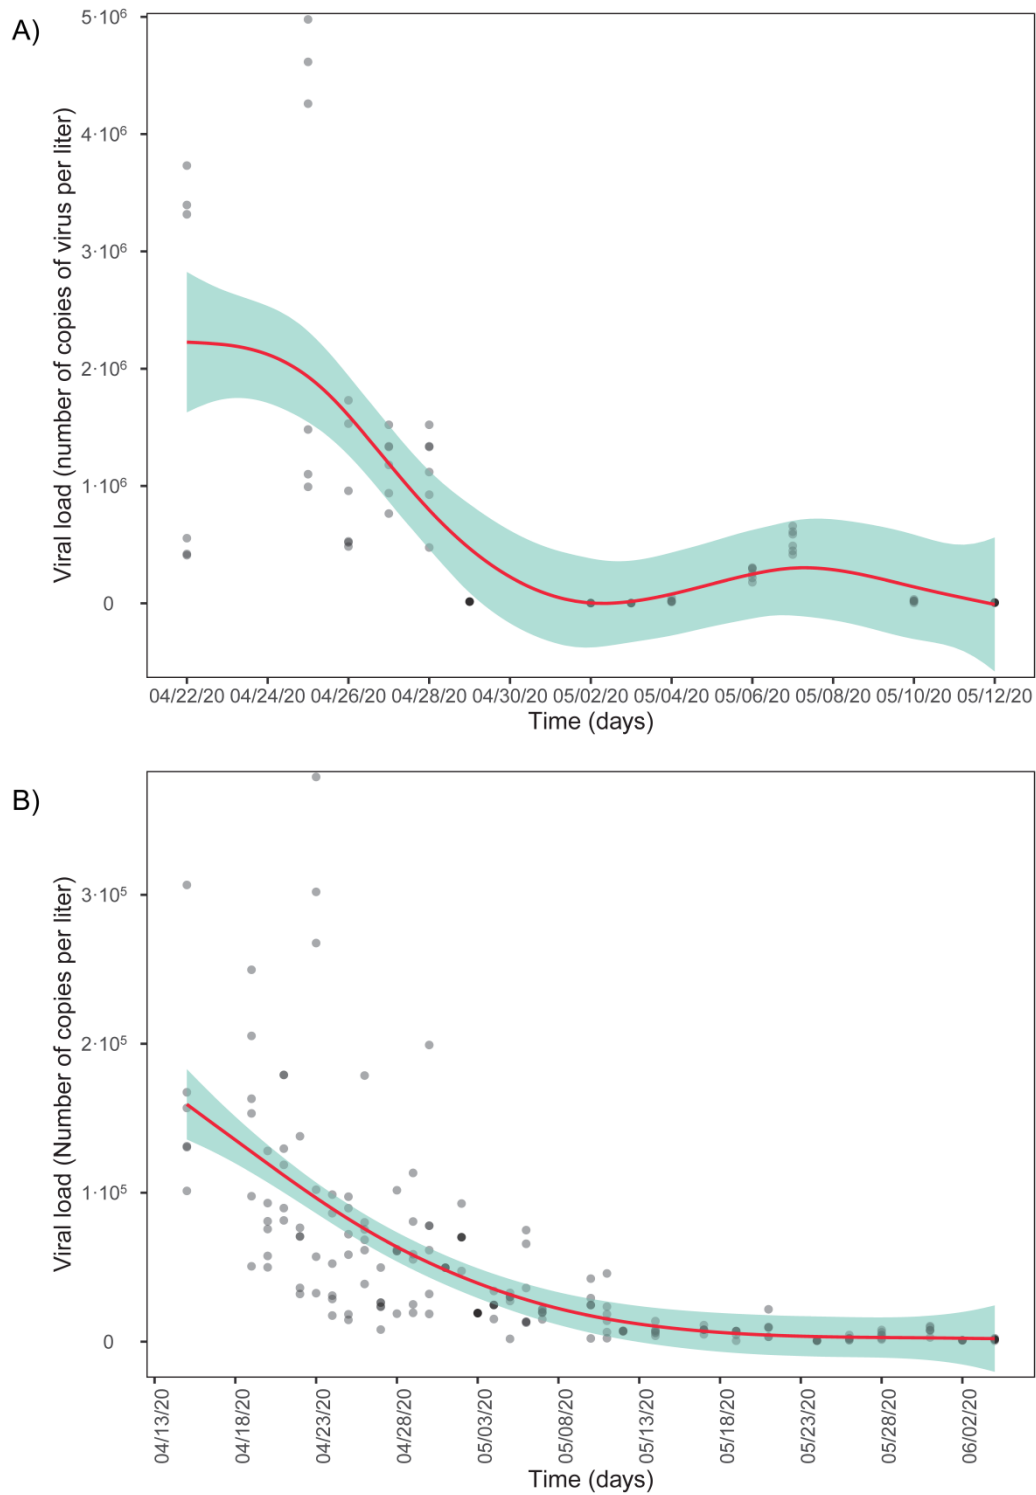 A)
Viral load (number of copies of virus per liter)
5·10⁶
4·10⁶
3·10⁶
2·10⁶
1·10⁶
0
04/22/20 04/24/20 04/26/20 04/28/20 04/30/20 05/02/20 05/04/20 05/06/20 05/08/20 05/10/20 05/12/20
Time (days)
B)
Viral load (Number of copies per liter)
3·10⁵
2·10⁵
1·10⁵
0
04/13/20 04/18/20 04/23/20 04/28/20 05/03/20 05/08/20 05/13/20 05/18/20 05/23/20 05/28/20 06/02/20
Time (days)